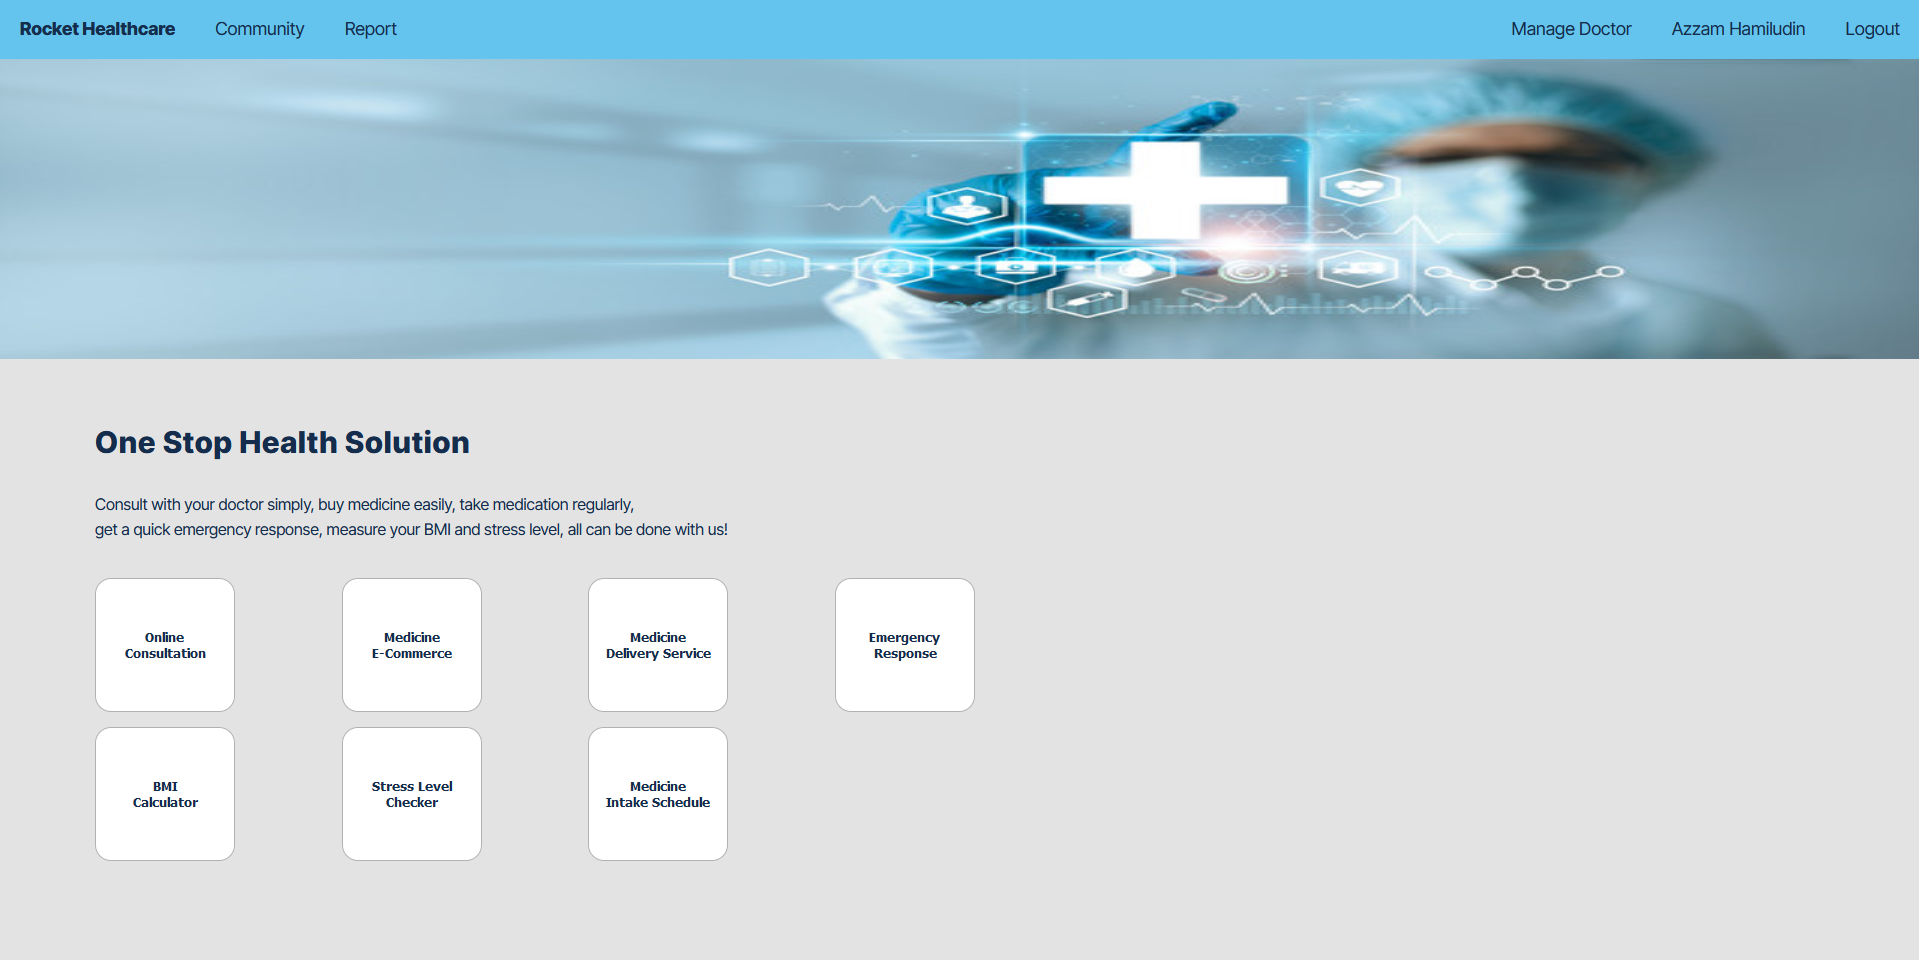 Rocket Healthcare Community Report Manage Doctor Azzam Hamiludin Logout
One Stop Health Solution
Consult with your doctor simply, buy medicine easily, take medication regularly,
get a quick emergency response, measure your BMI and stress level, all can be done with us!
Online
Consultation
Medicine
E-Commerce
Medicine
Delivery Service
Emergency
Response
BMI
Calculator
Stress Level
Checker
Medicine
Intake Schedule